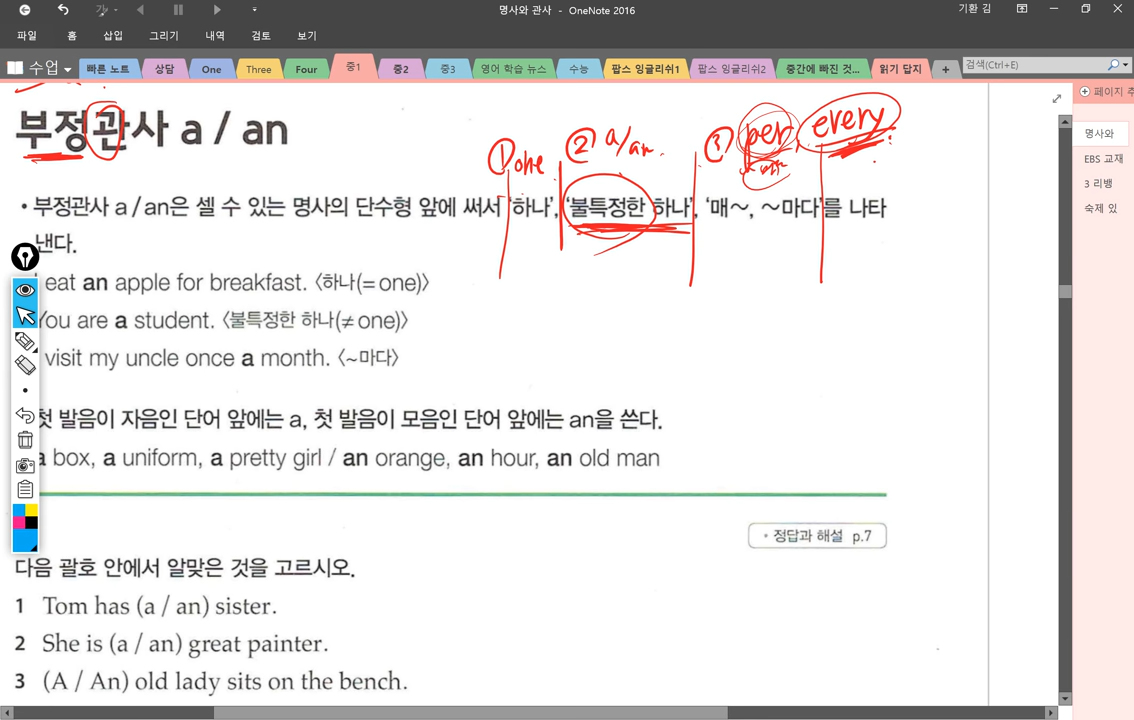 명사와 관사 - OneNote 2016
기환 김
파일 홈 삽입 그리기 내역 검토 보기
수업 빠른 노트 상담 One Three Four 중1 중2 중3 영어 학습 뉴스 수능 팝스 잉글리쉬1 팝스 잉글리쉬2 중간에 빠진 것... 읽기 답지 + 검색(Ctrl+E)
페이지 추
명사와
EBS 교재
3 리뱅
숙제 있
부정관사 a / an
① one ② a/an ③ per, every
• 부정관사 a / an은 셀 수 있는 명사의 단수형 앞에 써서 ‘하나’, ‘불특정한 하나’, ‘매~, ~마다’를 나타
낸다.
eat an apple for breakfast. 〈하나(= one)〉
You are a student. 〈불특정한 하나(≠ one)〉
visit my uncle once a month. 〈~마다〉
첫 발음이 자음인 단어 앞에는 a, 첫 발음이 모음인 단어 앞에는 an을 쓴다.
a box, a uniform, a pretty girl / an orange, an hour, an old man
• 정답과 해설 p.7
다음 괄호 안에서 알맞은 것을 고르시오.
1 Tom has (a / an) sister.
2 She is (a / an) great painter.
3 (A / An) old lady sits on the bench.